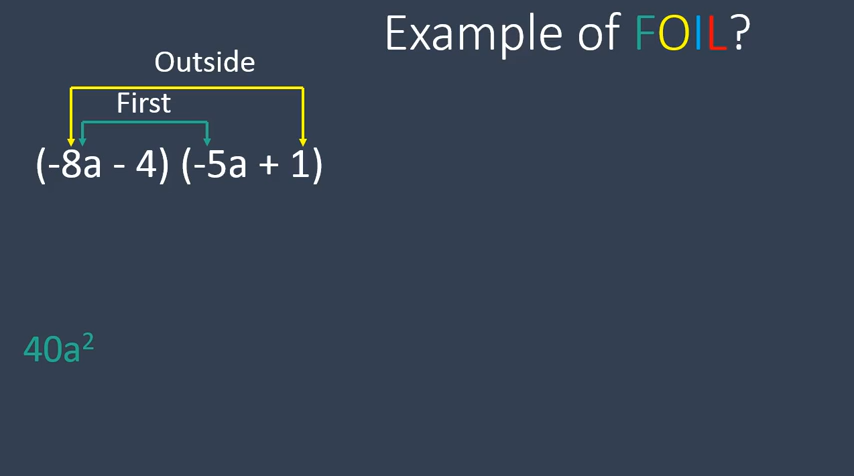 Example of FOIL?
Outside
First
(-8a - 4) (-5a + 1)
40a²